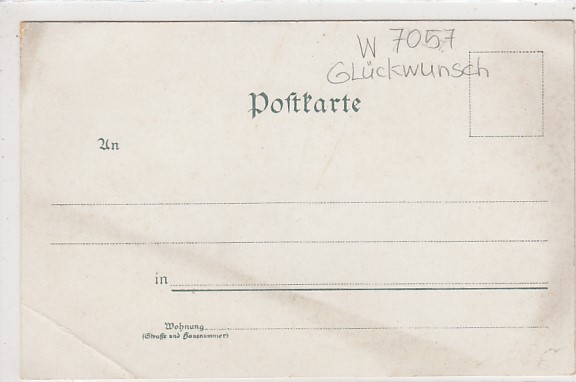 W 7057
Glückwunsch
Postkarte
An
in
Wohnung
(Straße und Hausnummer)